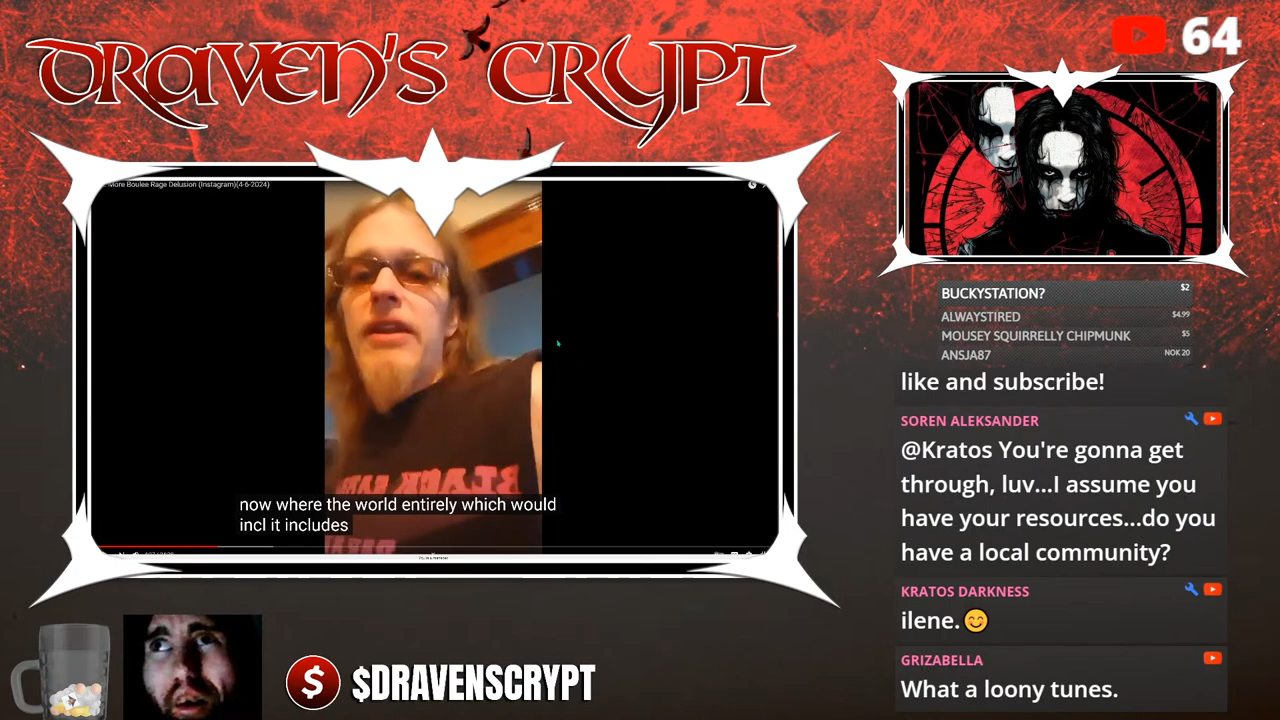 DRAVEN'S CRYPT
64
More Boulee Rage Delusion (Instagram)(4-6-2024)
now where the world entirely which would
incl it includes
BUCKYSTATION? $2
ALWAYSTIRED $4.99
MOUSEY SQUIRRELLY CHIPMUNK $5
ANSJA87 NOK 20
like and subscribe!
SOREN ALEKSANDER
@Kratos You're gonna get
through, luv...I assume you
have your resources...do you
have a local community?
KRATOS DARKNESS
ilene.😊
GRIZABELLA
What a loony tunes.
$ $DRAVENSCRYPT